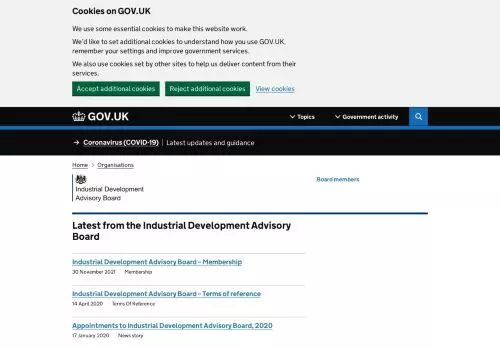 Cookies on GOV.UK
We use some essential cookies to make this website work.
We'd like to set additional cookies to understand how you use GOV.UK,
remember your settings and improve government services.
We also use cookies set by other sites to help us deliver content from their
services.
Accept additional cookies Reject additional cookies View cookies
GOV.UK Topics Government activity
→ Coronavirus (COVID-19) Latest updates and guidance
Home > Organisations
Industrial Development
Advisory Board
Board members
Latest from the Industrial Development Advisory
Board
Industrial Development Advisory Board – Membership
30 November 2021 Membership
Industrial Development Advisory Board – Terms of reference
14 April 2020 Terms Of Reference
Appointments to Industrial Development Advisory Board, 2020
17 January 2020 News story